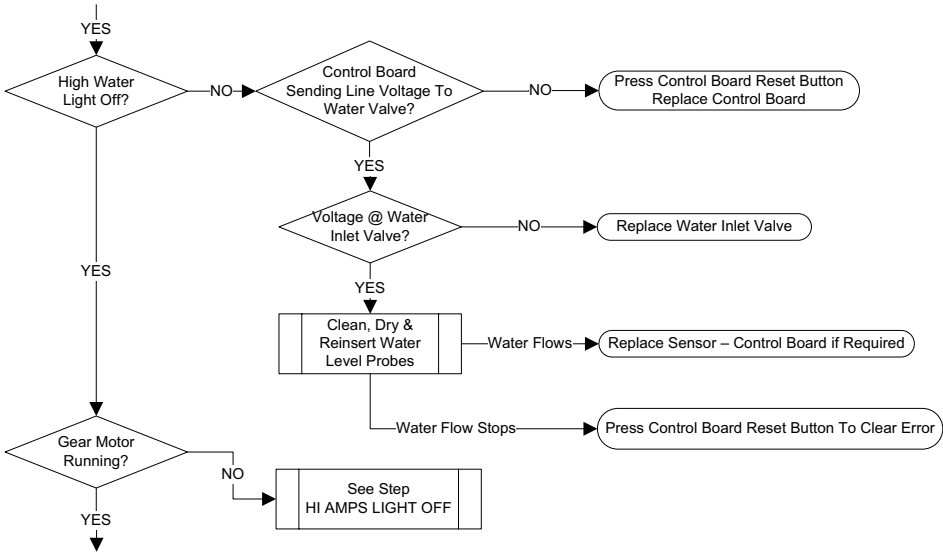 YES
High Water
Light Off?
NO
Control Board
Sending Line Voltage To
Water Valve?
NO
Press Control Board Reset Button
Replace Control Board
YES
Voltage @ Water
Inlet Valve?
NO
Replace Water Inlet Valve
YES
YES
Clean, Dry &
Reinsert Water
Level Probes
Water Flows
Replace Sensor – Control Board if Required
Water Flow Stops
Press Control Board Reset Button To Clear Error
Gear Motor
Running?
NO
See Step
HI AMPS LIGHT OFF
YES